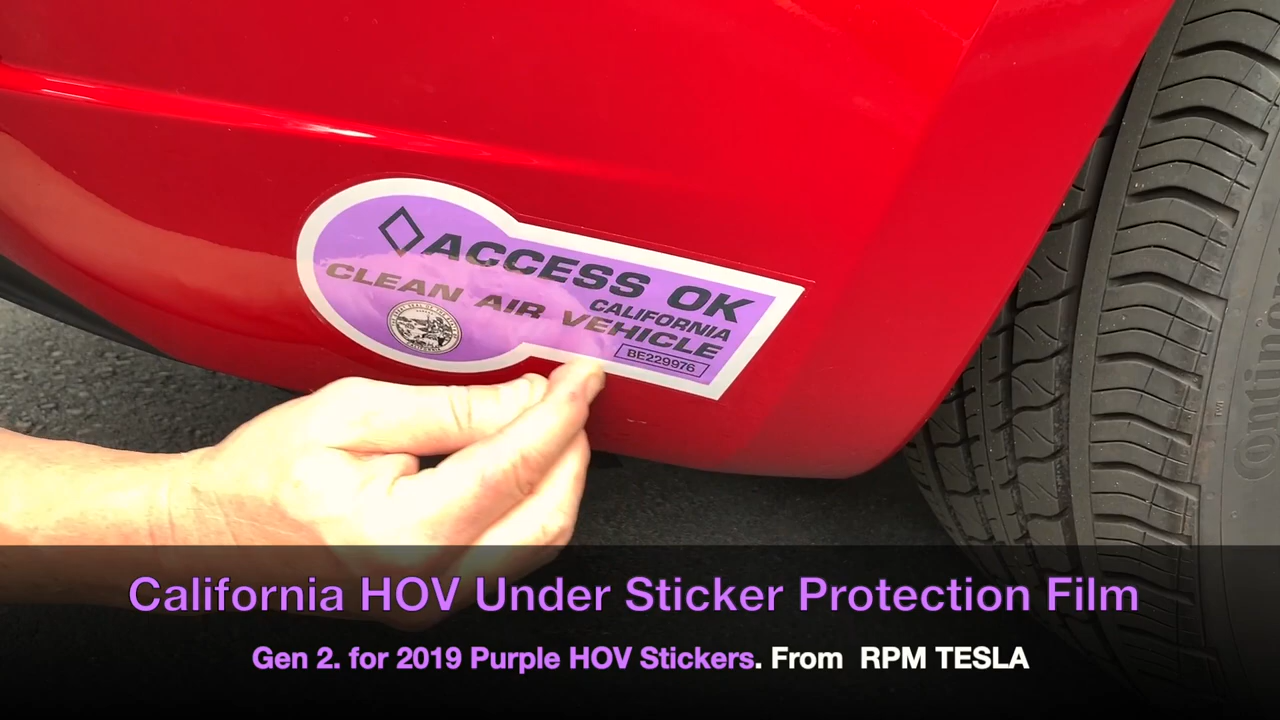 ACCESS OK
CALIFORNIA
CLEAN AIR VEHICLE
BE229976
California HOV Under Sticker Protection Film
Gen 2. for 2019 Purple HOV Stickers. From RPM TESLA